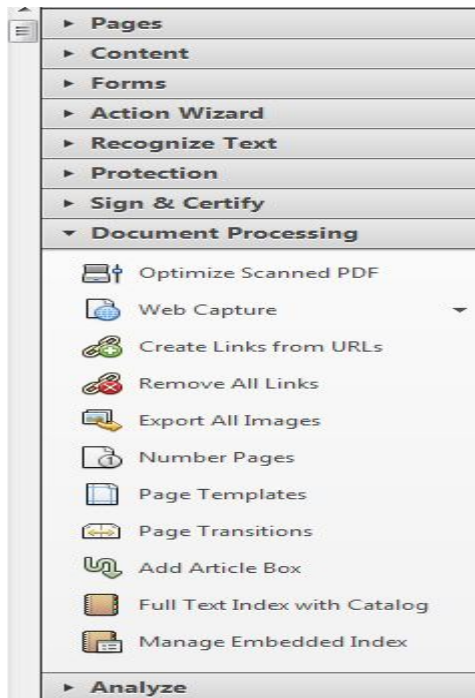 Pages
Content
Forms
Action Wizard
Recognize Text
Protection
Sign & Certify
Document Processing
Optimize Scanned PDF
Web Capture
Create Links from URLs
Remove All Links
Export All Images
Number Pages
Page Templates
Page Transitions
Add Article Box
Full Text Index with Catalog
Manage Embedded Index
Analyze